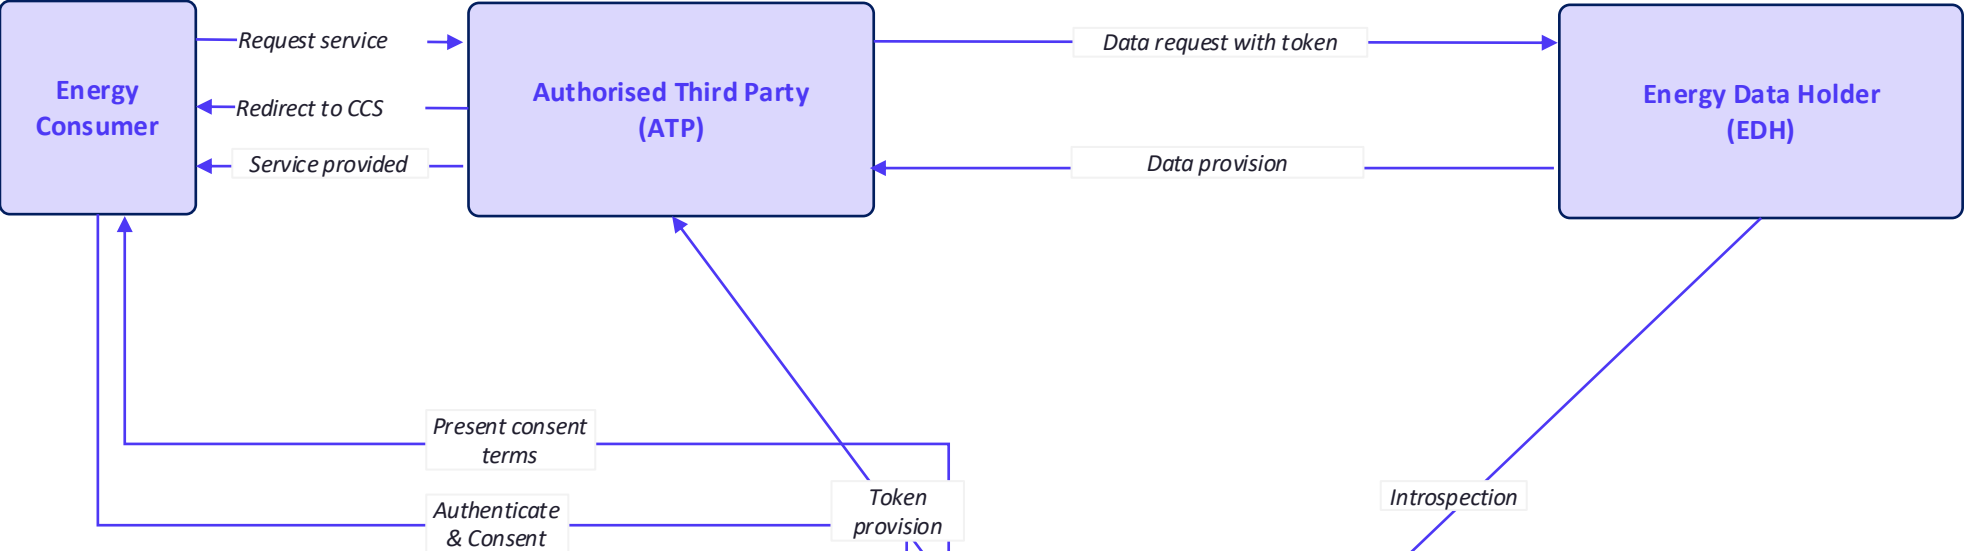 Request service
Data request with token
Energy
Consumer
Authorised Third Party
(ATP)
Energy Data Holder
(EDH)
Redirect to CCS
Service provided
Data provision
Present consent
terms
Token
provision
Introspection
Authenticate
& Consent